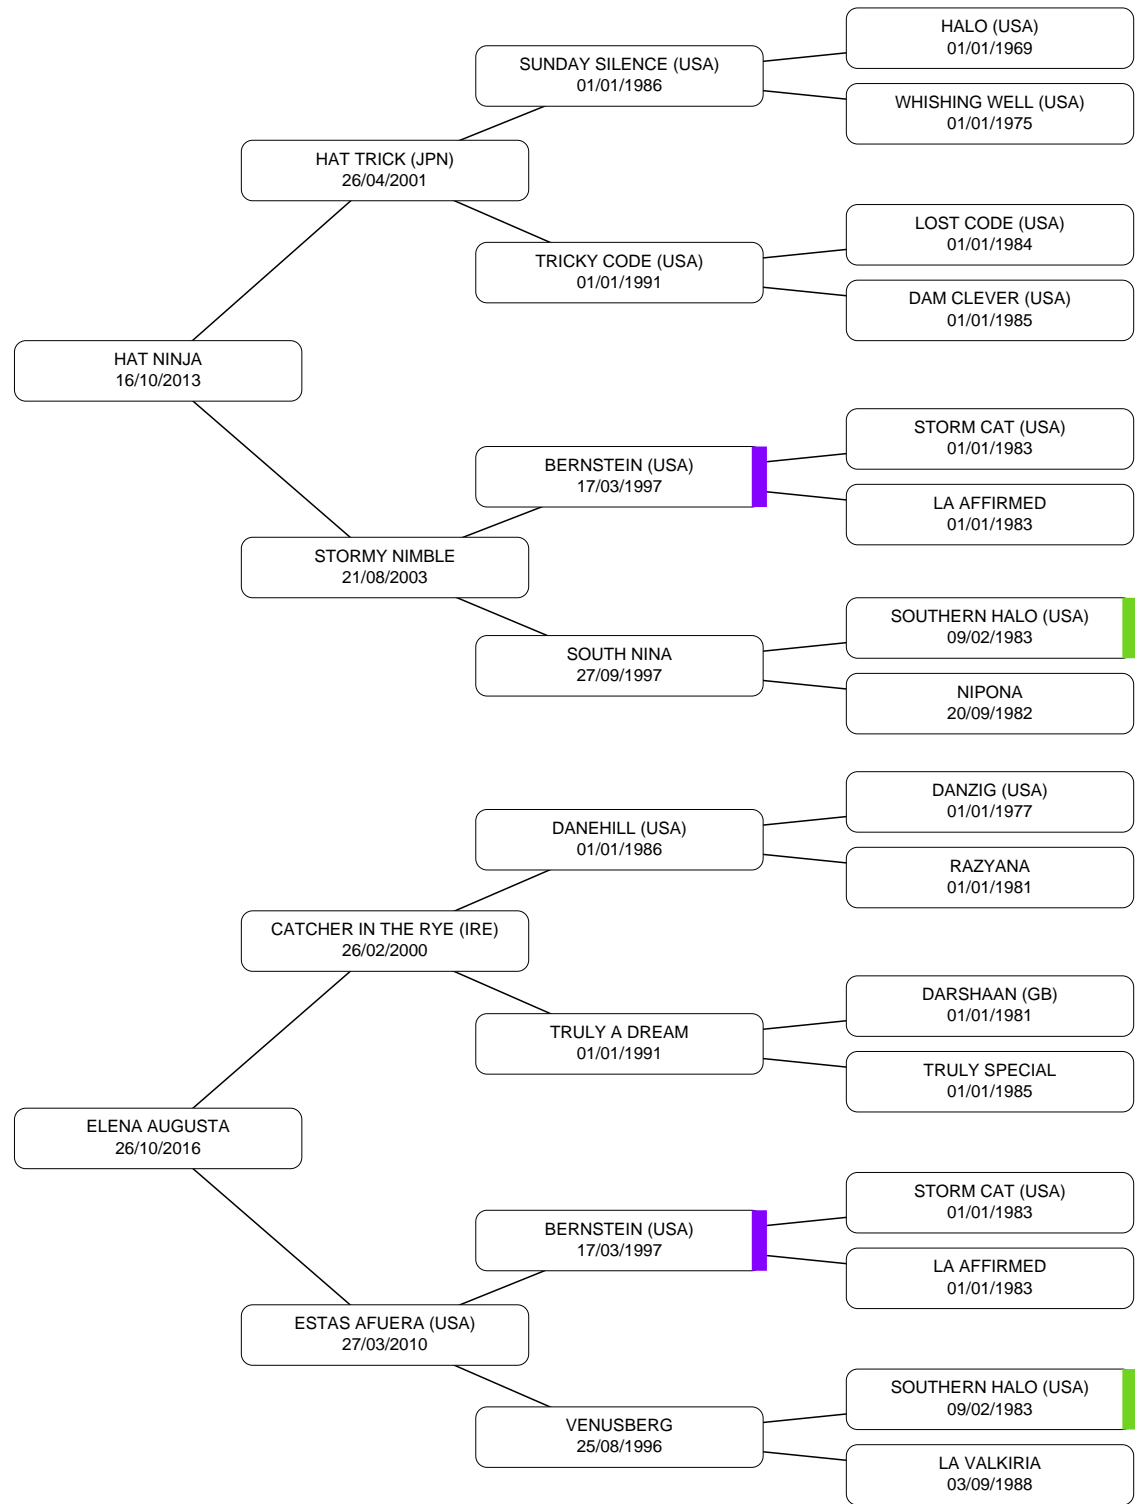 HALO (USA)
01/01/1969
SUNDAY SILENCE (USA)
01/01/1986
WHISHING WELL (USA)
01/01/1975
HAT TRICK (JPN)
26/04/2001
LOST CODE (USA)
01/01/1984
TRICKY CODE (USA)
01/01/1991
DAM CLEVER (USA)
01/01/1985
HAT NINJA
16/10/2013
STORM CAT (USA)
01/01/1983
BERNSTEIN (USA)
17/03/1997
LA AFFIRMED
01/01/1983
STORMY NIMBLE
21/08/2003
SOUTHERN HALO (USA)
09/02/1983
SOUTH NINA
27/09/1997
NIPONA
20/09/1982
DANZIG (USA)
01/01/1977
DANEHILL (USA)
01/01/1986
RAZYANA
01/01/1981
CATCHER IN THE RYE (IRE)
26/02/2000
DARSHAAN (GB)
01/01/1981
TRULY A DREAM
01/01/1991
TRULY SPECIAL
01/01/1985
ELENA AUGUSTA
26/10/2016
STORM CAT (USA)
01/01/1983
BERNSTEIN (USA)
17/03/1997
LA AFFIRMED
01/01/1983
ESTAS AFUERA (USA)
27/03/2010
SOUTHERN HALO (USA)
09/02/1983
VENUSBERG
25/08/1996
LA VALKIRIA
03/09/1988